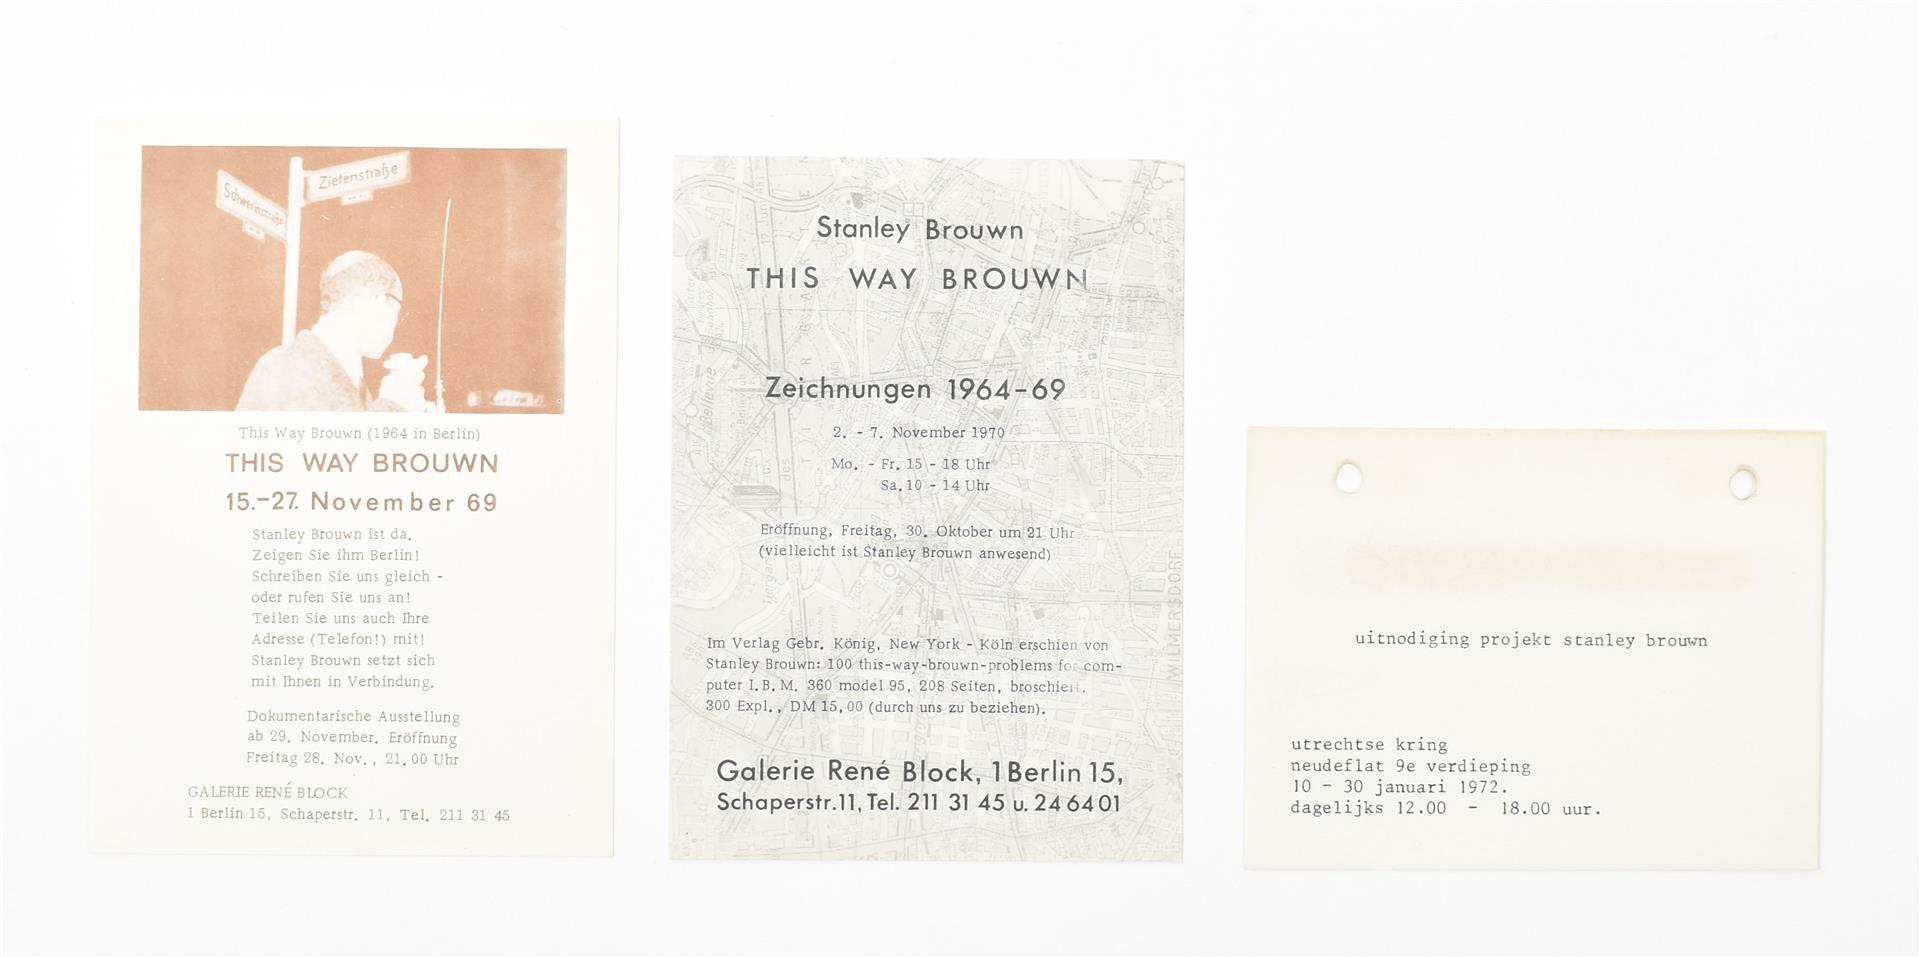 Schwerinstraße
Zietenstraße
This Way Brouwn (1964 in Berlin)
THIS WAY BROUWN
15.-27. November 69
Stanley Brouwn ist da.
Zeigen Sie ihm Berlin!
Schreiben Sie uns gleich -
oder rufen Sie uns an!
Teilen Sie uns auch Ihre
Adresse (Telefon!) mit!
Stanley Brouwn setzt sich
mit Ihnen in Verbindung.
Dokumentarische Ausstellung
ab 29. November. Eröffnung
Freitag 28. Nov., 21.00 Uhr
GALERIE RENÉ BLOCK
1 Berlin 15, Schaperstr. 11, Tel. 211 31 45
Stanley Brouwn
THIS WAY BROUWN
Zeichnungen 1964-69
2. - 7. November 1970
Mo. - Fr. 15 - 18 Uhr
Sa. 10 - 14 Uhr
Eröffnung, Freitag, 30. Oktober um 21 Uhr
(vielleicht ist Stanley Brouwn anwesend)
WILMERSDORF
Im Verlag Gebr. König, New York - Köln erschien von
Stanley Brouwn: 100 this-way-brouwn-problems for com-
puter I.B.M. 360 model 95, 208 Seiten, broschiert,
300 Expl., DM 15,00 (durch uns zu beziehen).
Galerie René Block, 1 Berlin 15,
Schaperstr. 11, Tel. 211 31 45 u. 24 64 01
uitnodiging projekt stanley brouwn
utrechtse kring
neudeflat 9e verdieping
10 - 30 januari 1972.
dagelijks 12.00 - 18.00 uur.